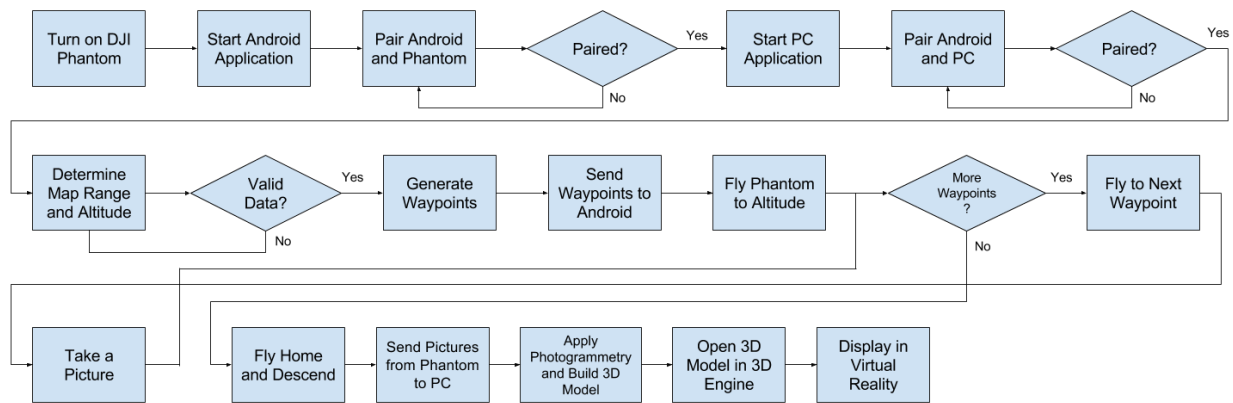 Turn on DJI
Phantom
Start Android
Application
Pair Android
and Phantom
Paired?
Yes
No
Start PC
Application
Pair Android
and PC
Paired?
Yes
No
Determine
Map Range
and Altitude
Valid
Data?
Yes
No
Generate
Waypoints
Send
Waypoints to
Android
Fly Phantom
to Altitude
More
Waypoints
?
Yes
No
Fly to Next
Waypoint
Take a
Picture
Fly Home
and Descend
Send Pictures
from Phantom
to PC
Apply
Photogrammetry
and Build 3D
Model
Open 3D
Model in 3D
Engine
Display in
Virtual
Reality